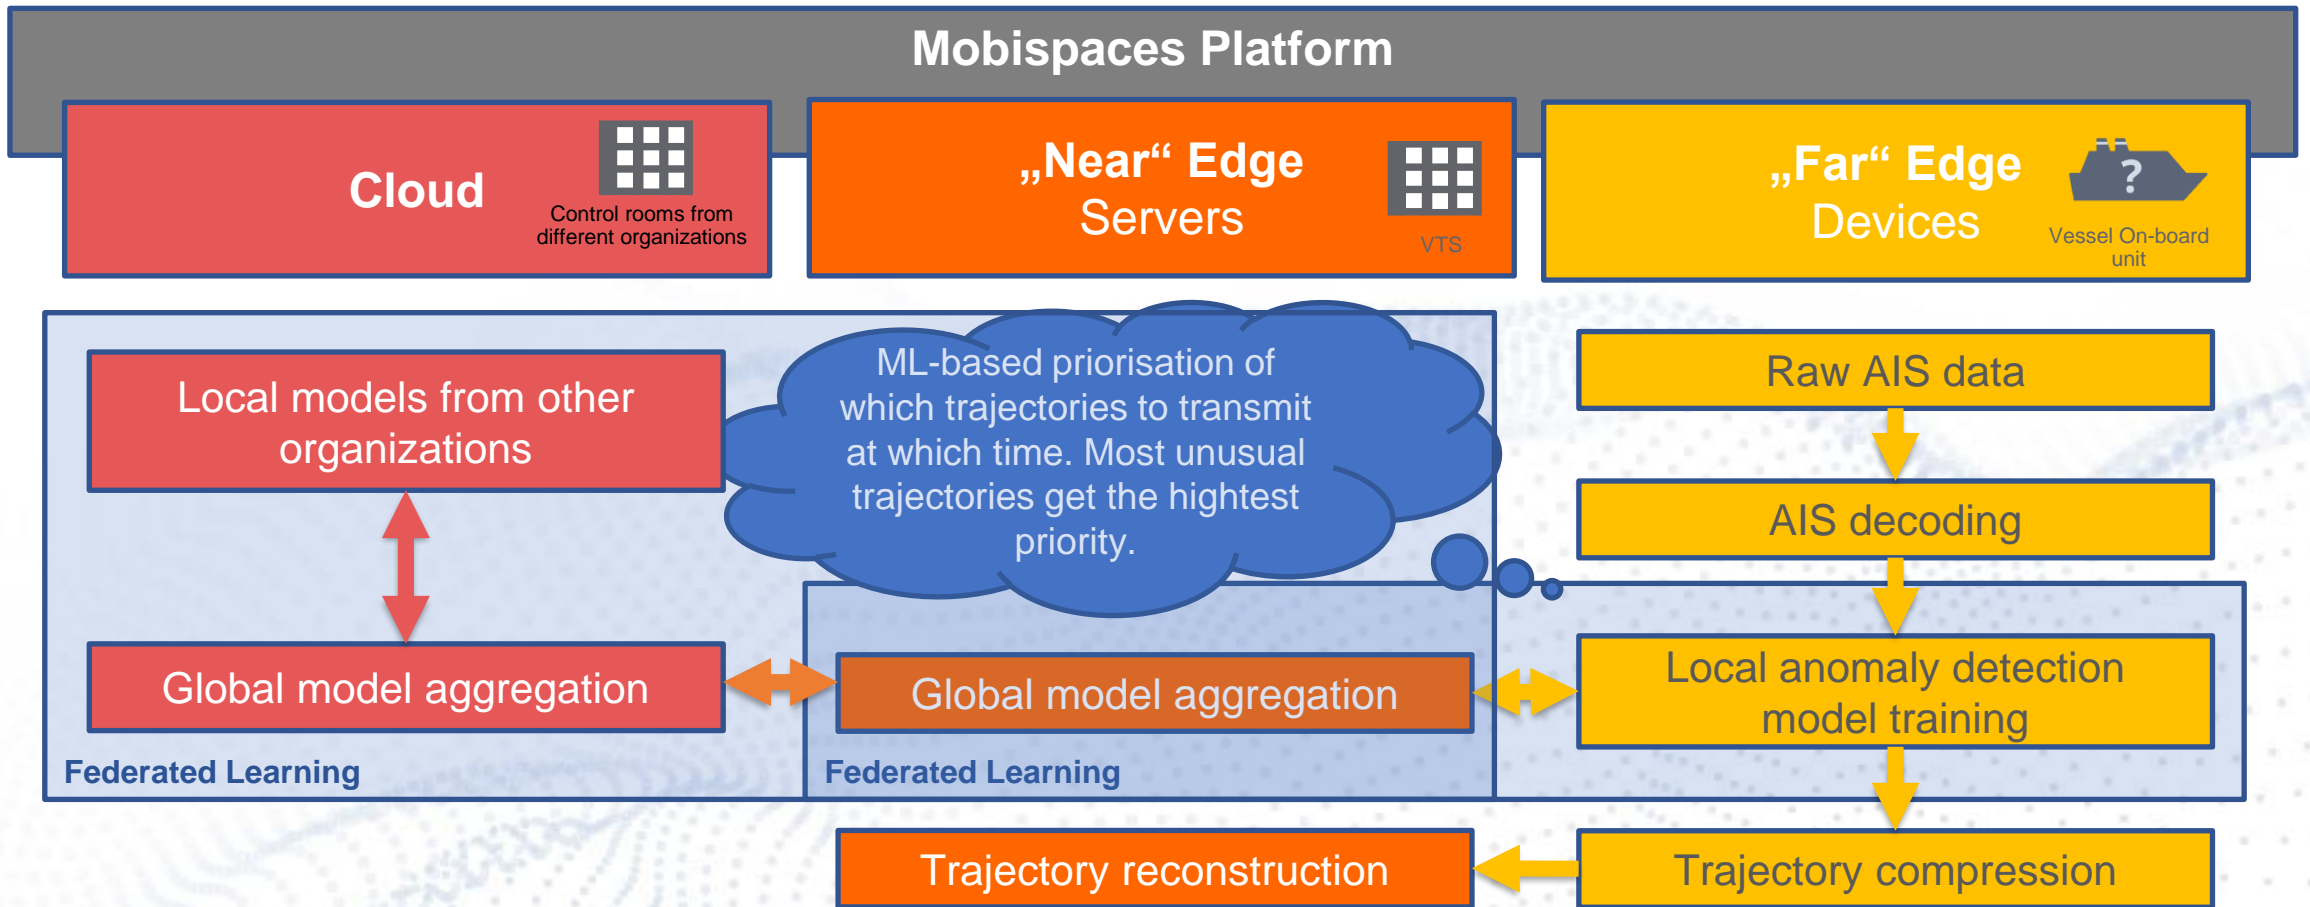 Mobispaces Platform
Cloud
Control rooms from
different organizations
„Near“ Edge
Servers
VTS
„Far“ Edge
Devices
?
Vessel On-board
unit
Local models from other
organizations
Global model aggregation
Federated Learning
ML-based priorisation of
which trajectories to transmit
at which time. Most unusual
trajectories get the highest
priority.
Global model aggregation
Federated Learning
Trajectory reconstruction
Raw AIS data
AIS decoding
Local anomaly detection
model training
Trajectory compression